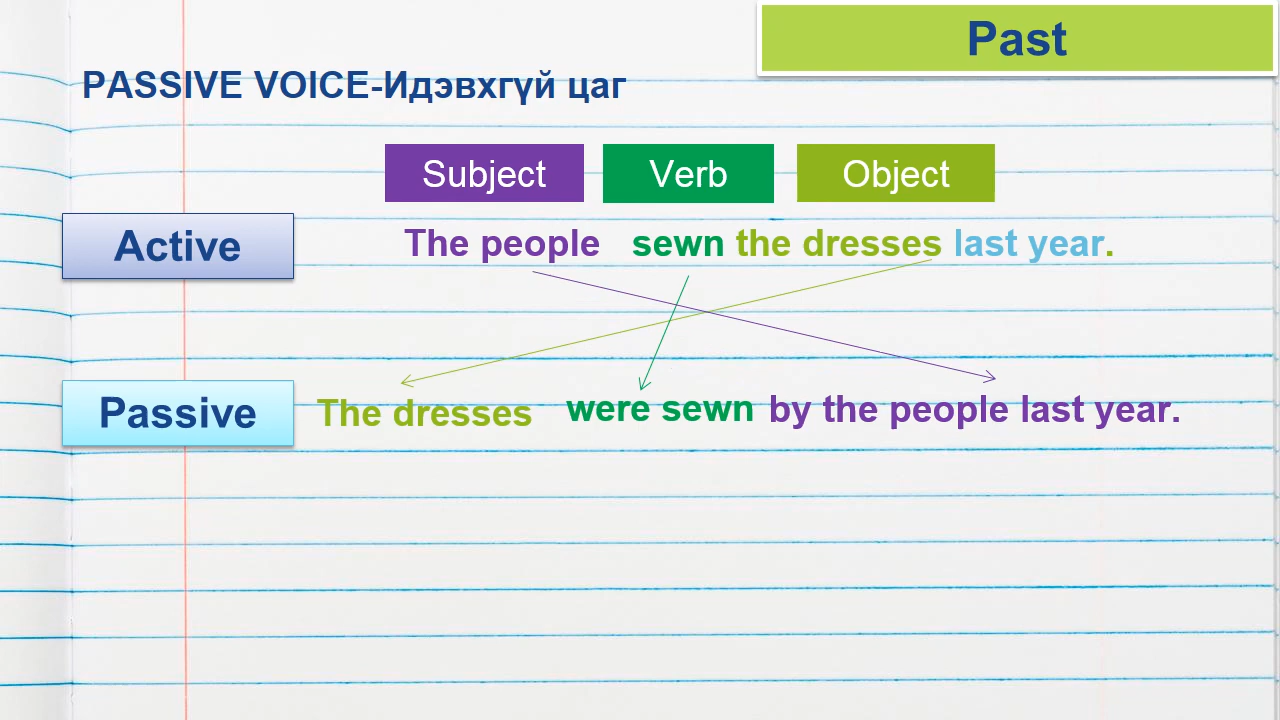 Past
PASSIVE VOICE-Идэвхгүй цаг
Subject Verb Object
Active The people sewn the dresses last year.
Passive The dresses were sewn by the people last year.